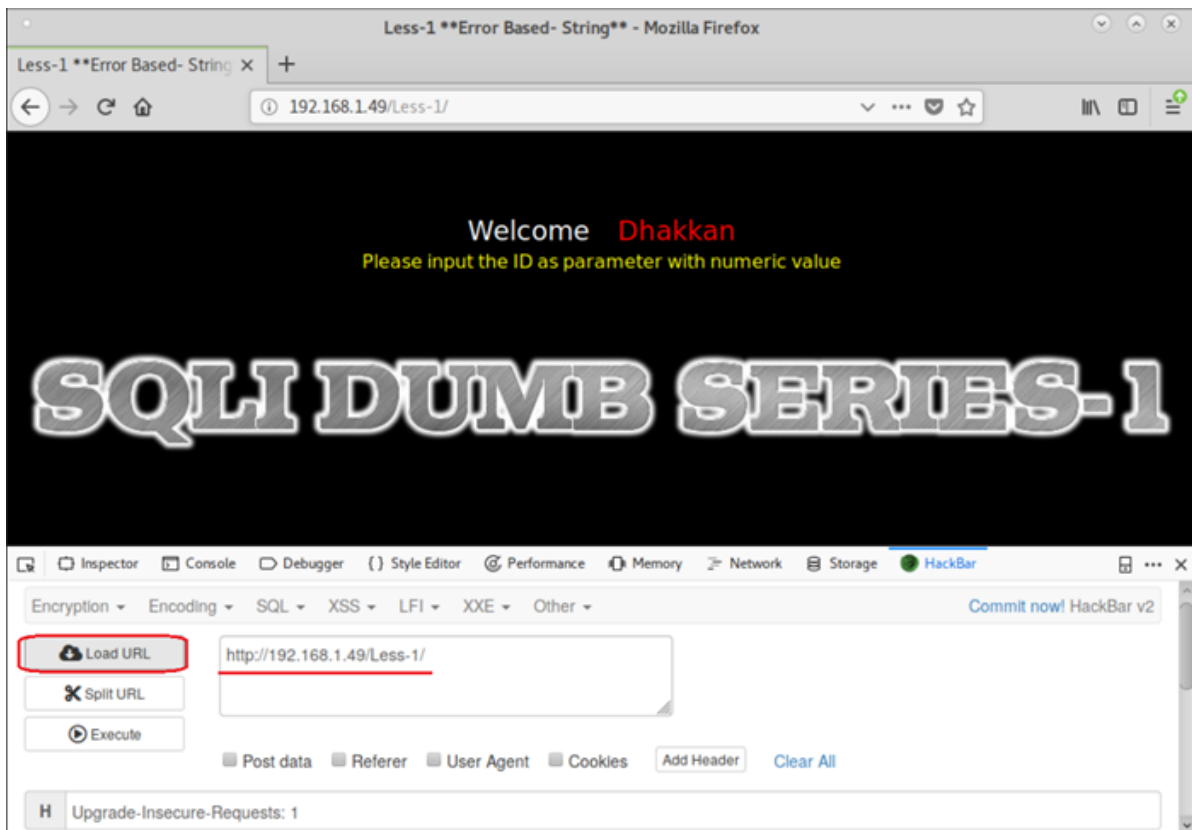 Less-1 **Error Based- String** - Mozilla Firefox
Less-1 **Error Based- String
192.168.1.49/Less-1/
Welcome Dhakkan
Please input the ID as parameter with numeric value
SQLI DUMB SERIES-1
Inspector Console Debugger {} Style Editor Performance Memory Network Storage HackBar
Encryption Encoding SQL XSS LFI XXE Other Commit now! HackBar v2
Load URL
http://192.168.1.49/Less-1/
Split URL
Execute
Post data Referer User Agent Cookies Add Header Clear All
H Upgrade-Insecure-Requests: 1